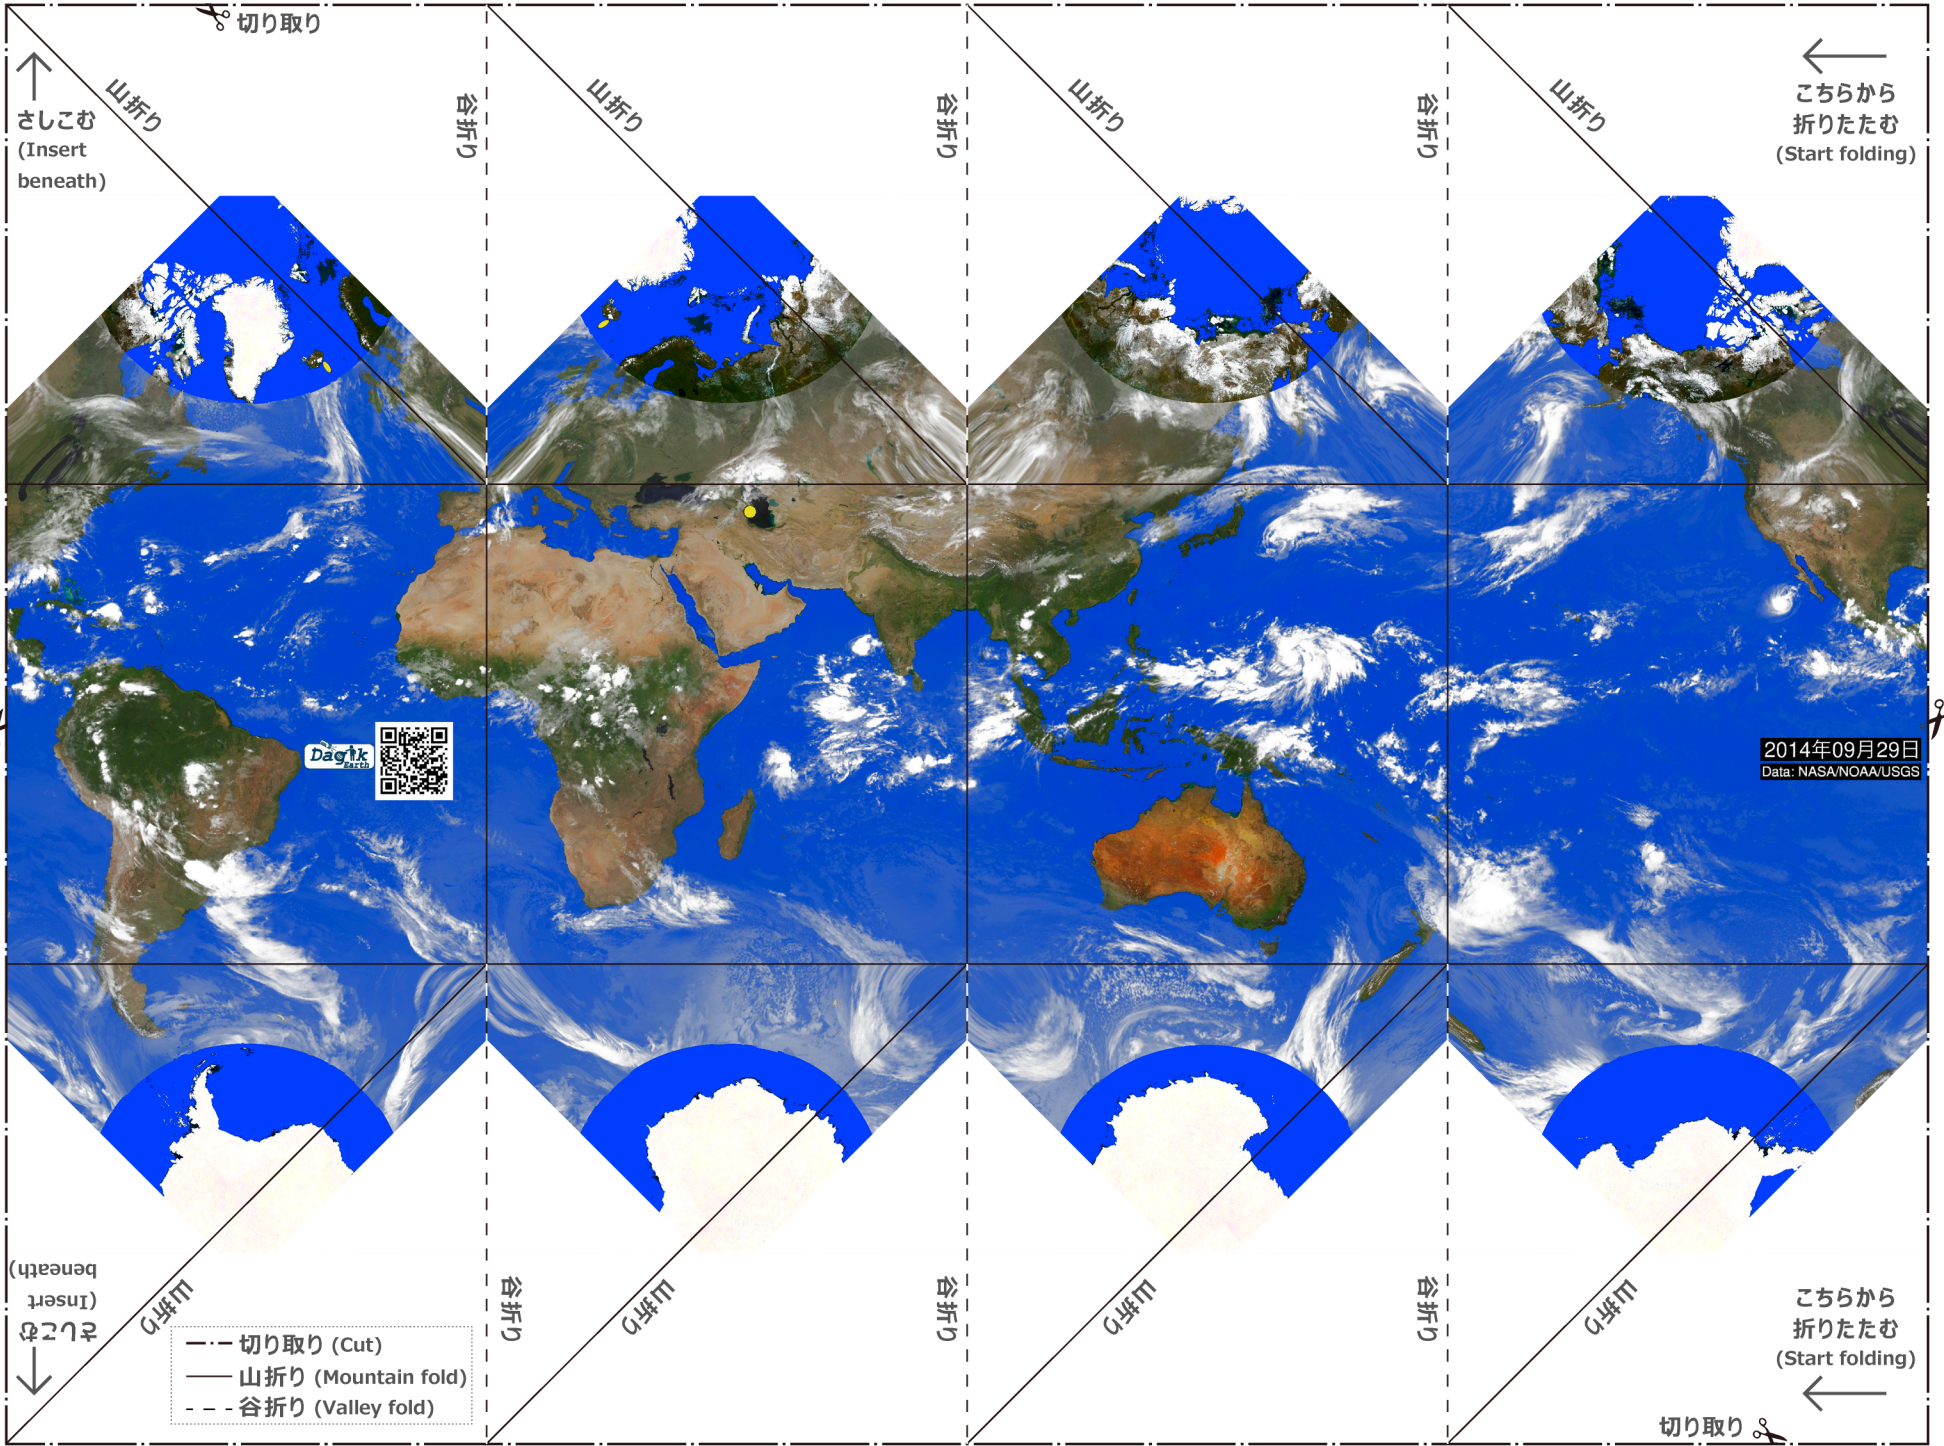 切り取り
さしこむ
(Insert
beneath)
山折り
谷折り
山折り
谷折り
山折り
谷折り
山折り
こちらから
折りたたむ
(Start folding)
Dagik
Earth
2014年09月29日
Data: NASA/NOAA/USGS
さしこむ
(Insert
beneath)
山折り
谷折り
山折り
谷折り
山折り
谷折り
山折り
こちらから
折りたたむ
(Start folding)
切り取り (Cut)
山折り (Mountain fold)
谷折り (Valley fold)
切り取り